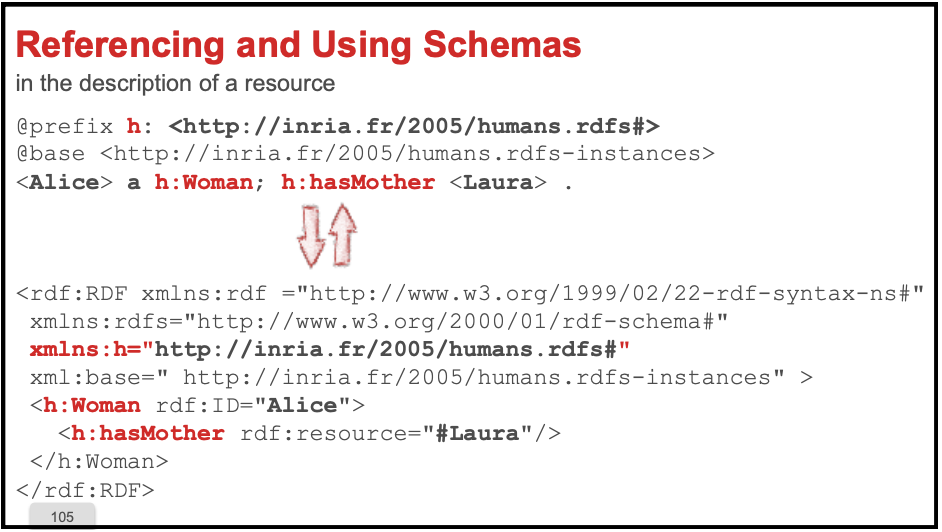 Referencing and Using Schemas
in the description of a resource
@prefix h: <http://inria.fr/2005/humans.rdfs#>
@base <http://inria.fr/2005/humans.rdfs-instances>
<Alice> a h:Woman; h:hasMother <Laura> .
<rdf:RDF xmlns:rdf ="http://www.w3.org/1999/02/22-rdf-syntax-ns#"
xmlns:rdfs="http://www.w3.org/2000/01/rdf-schema#"
xmlns:h="http://inria.fr/2005/humans.rdfs#"
xml:base=" http://inria.fr/2005/humans.rdfs-instances" >
<h:Woman rdf:ID="Alice">
<h:hasMother rdf:resource="#Laura"/>
</h:Woman>
</rdf:RDF>
105